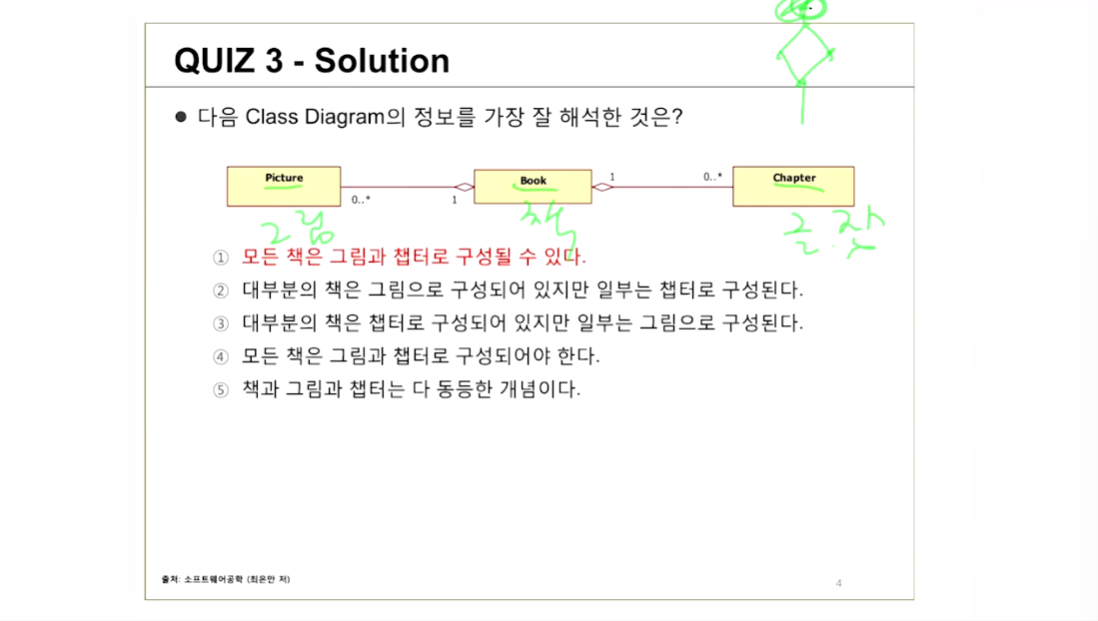 QUIZ 3 - Solution
● 다음 Class Diagram의 정보를 가장 잘 해석한 것은?
Picture 0..* 1 Book 1 0..* Chapter
그림 책 글.챕
① 모든 책은 그림과 챕터로 구성될 수 있다.
② 대부분의 책은 그림으로 구성되어 있지만 일부는 챕터로 구성된다.
③ 대부분의 책은 챕터로 구성되어 있지만 일부는 그림으로 구성된다.
④ 모든 책은 그림과 챕터로 구성되어야 한다.
⑤ 책과 그림과 챕터는 다 동등한 개념이다.
출처: 소프트웨어공학 (최은만 저)
4